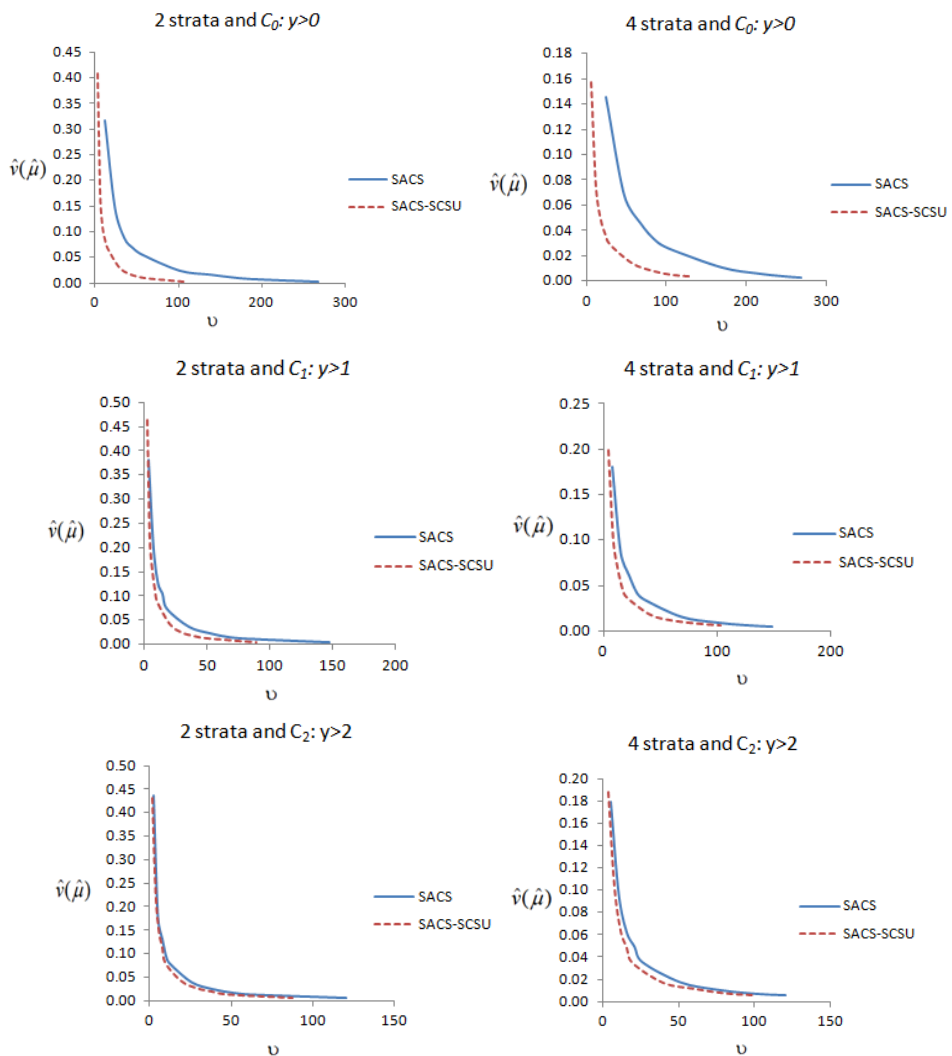 2 strata and C₀: y>0
0.45
0.40
0.35
0.30
0.25
0.20
0.15
0.10
0.05
0.00
v̂(μ̂)
0 100 200 300
υ
SACS
SACS-SCSU
4 strata and C₀: y>0
0.18
0.16
0.14
0.12
0.10
0.08
0.06
0.04
0.02
0.00
v̂(μ̂)
0 100 200 300
υ
SACS
SACS-SCSU
2 strata and C₁: y>1
0.50
0.45
0.40
0.35
0.30
0.25
0.20
0.15
0.10
0.05
0.00
v̂(μ̂)
0 50 100 150 200
υ
SACS
SACS-SCSU
4 strata and C₁: y>1
0.25
0.20
0.15
0.10
0.05
0.00
v̂(μ̂)
0 100 200
υ
SACS
SACS-SCSU
2 strata and C₂: y>2
0.50
0.45
0.40
0.35
0.30
0.25
0.20
0.15
0.10
0.05
0.00
v̂(μ̂)
0 50 100 150
υ
SACS
SACS-SCSU
4 strata and C₂: y>2
0.20
0.18
0.16
0.14
0.12
0.10
0.08
0.06
0.04
0.02
0.00
v̂(μ̂)
0 50 100 150
υ
SACS
SACS-SCSU